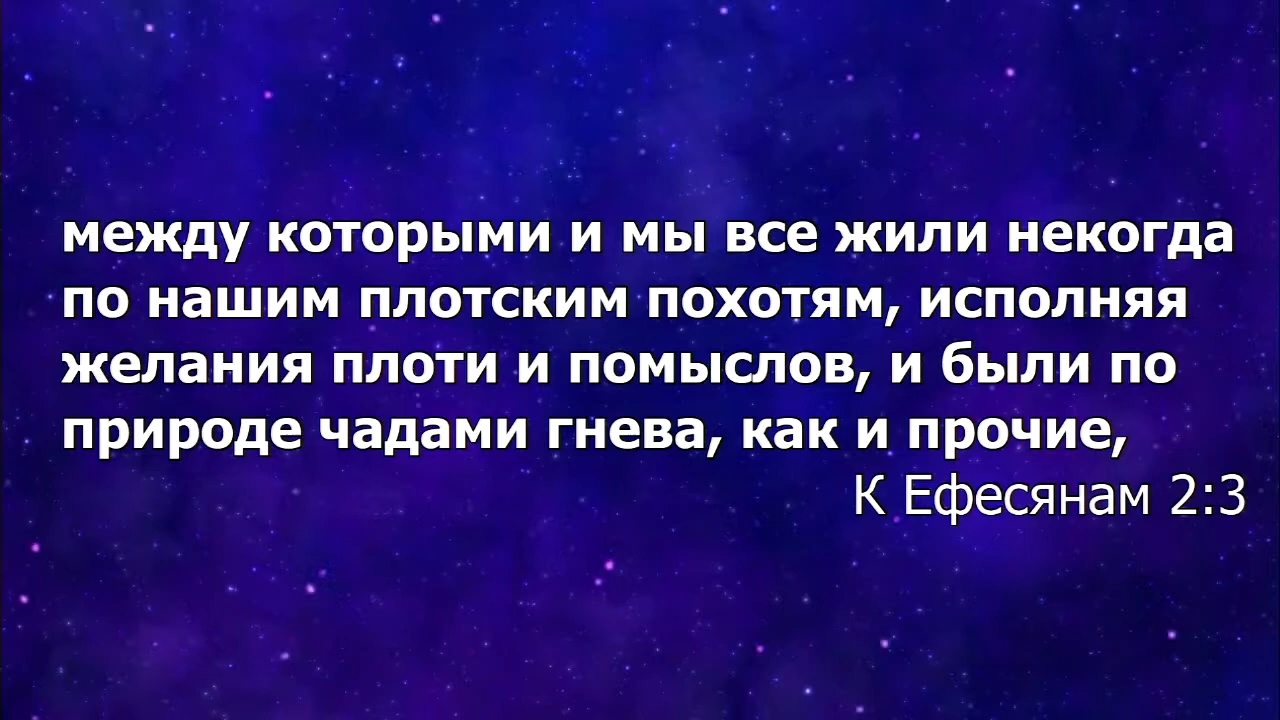 между которыми и мы все жили некогда
по нашим плотским похотям, исполняя
желания плоти и помыслов, и были по
природе чадами гнева, как и прочие,
К Ефесянам 2:3